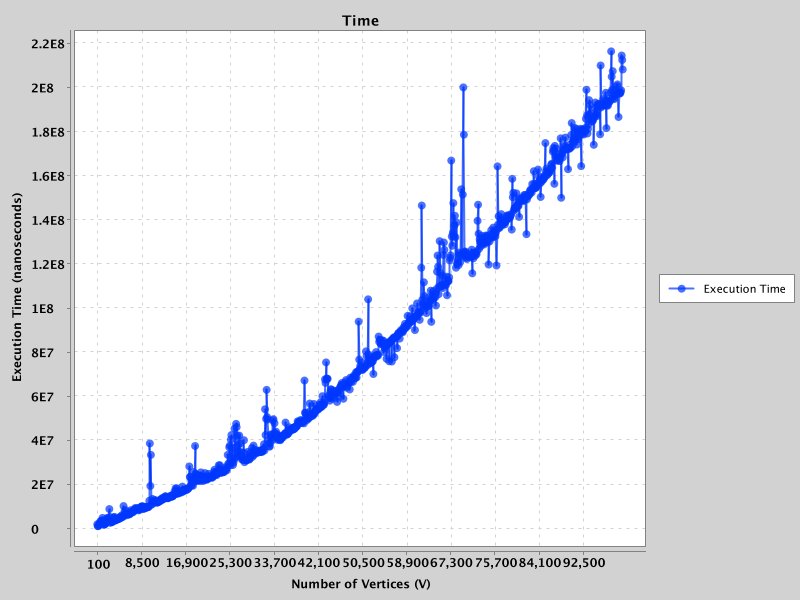 Time
Execution Time (nanoseconds)
2.2E8
2E8
1.8E8
1.6E8
1.4E8
1.2E8
1E8
8E7
6E7
4E7
2E7
0
100 8,500 16,900 25,300 33,700 42,100 50,500 58,900 67,300 75,700 84,100 92,500
Number of Vertices (V)
Execution Time